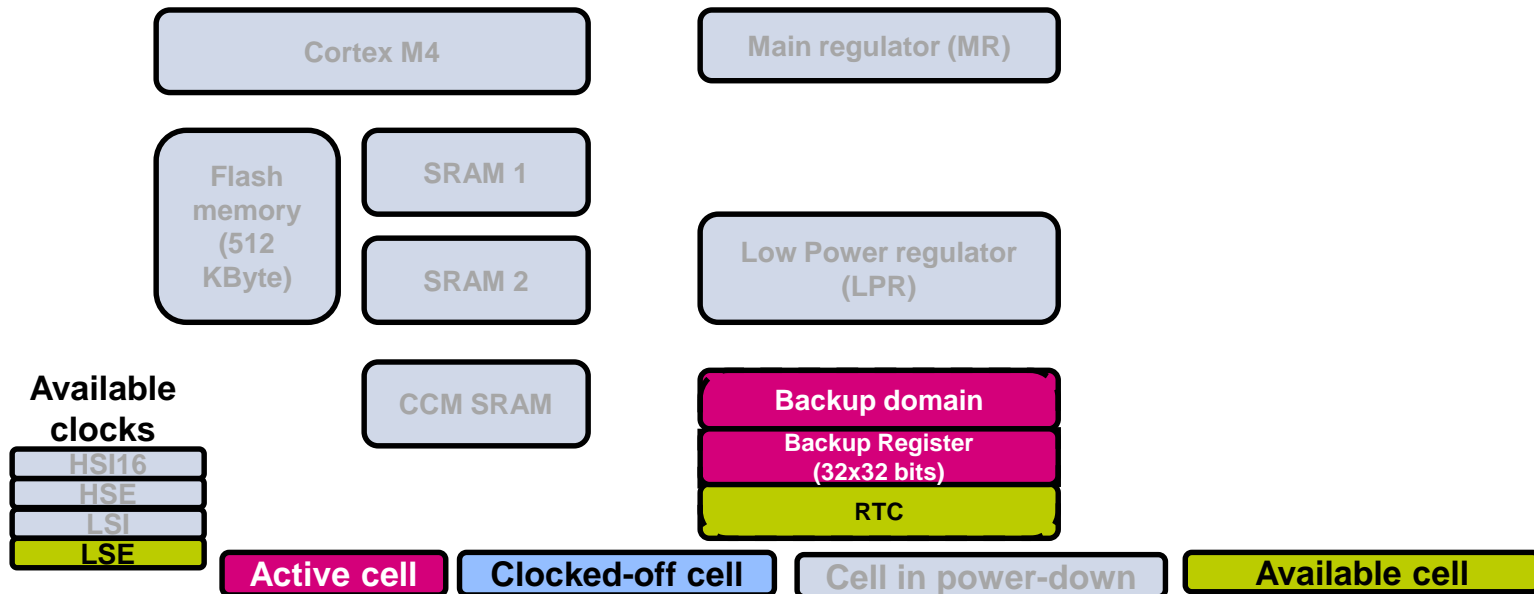 Cortex M4
Main regulator (MR)
Flash
memory
(512
KByte)
SRAM 1
SRAM 2
Low Power regulator
(LPR)
CCM SRAM
Backup domain
Backup Register
(32x32 bits)
RTC
Available
clocks
HSI16
HSE
LSI
LSE
Active cell
Clocked-off cell
Cell in power-down
Available cell